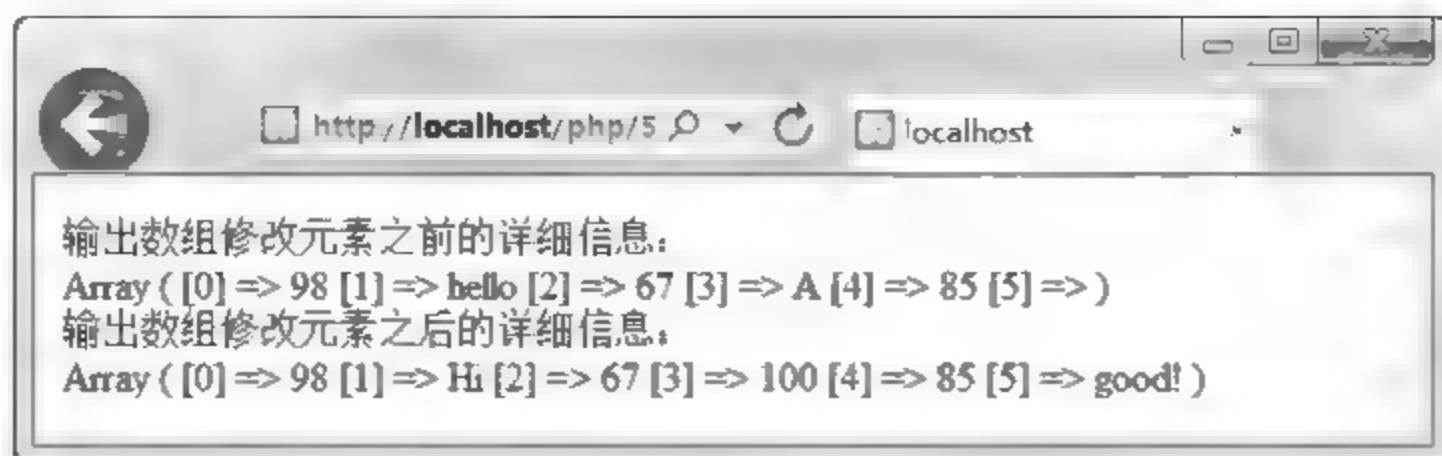 http://localhost/php/5
localhost
输出数组修改元素之前的详细信息:
Array ( [0] => 98 [1] => hello [2] => 67 [3] => A [4] => 85 [5] => )
输出数组修改元素之后的详细信息:
Array ( [0] => 98 [1] => Hi [2] => 67 [3] => 100 [4] => 85 [5] => good! )